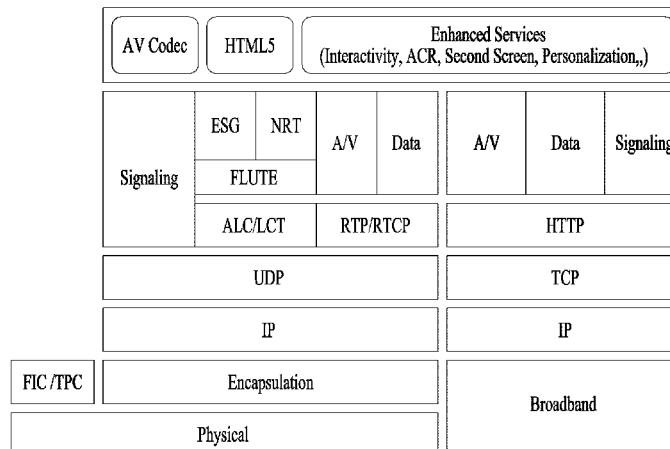 AV Codec
HTML5
Enhanced Services
(Interactivity, ACR, Second Screen, Personalization,,)
Signaling
ESG
NRT
FLUTE
ALC/LCT
A/V
Data
RTP/RTCP
A/V
Data
Signaling
HTTP
UDP
TCP
IP
IP
FIC /TPC
Encapsulation
Broadband
Physical